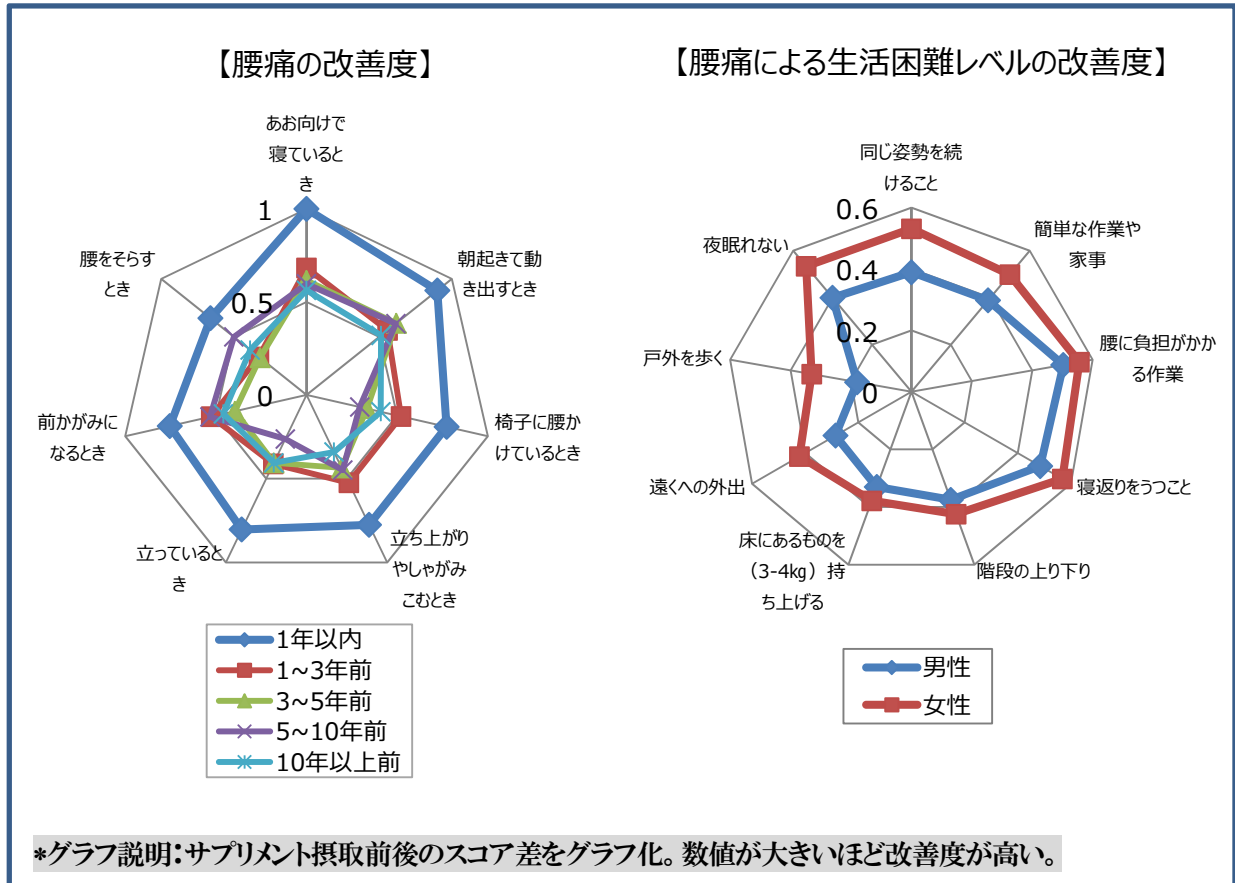 【腰痛の改善度】
あお向けで
寝ていると
き
朝起きて動
き出すとき
椅子に腰か
けているとき
立ち上がり
やしゃがみ
こむとき
立っていると
き
前かがみに
なるとき
腰をそらす
とき
1
0.5
0
1年以内
1~3年前
3~5年前
5~10年前
10年以上前
【腰痛による生活困難レベルの改善度】
同じ姿勢を続
けること
簡単な作業や
家事
腰に負担がかか
る作業
寝返りをうつこと
階段の上り下り
床にあるものを
（3-4㎏）持
ち上げる
遠くへの外出
戸外を歩く
夜眠れない
0.6
0.4
0.2
0
男性
女性
*グラフ説明：サプリメント摂取前後のスコア差をグラフ化。数値が大きいほど改善度が高い。